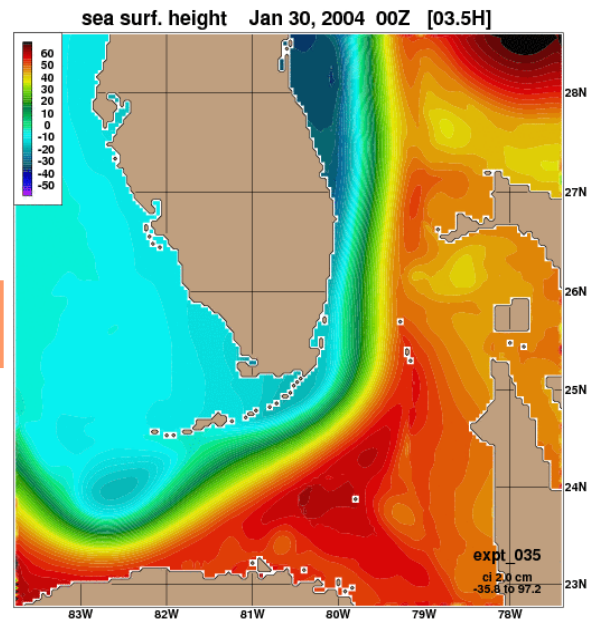 sea surf. height Jan 30, 2004 00Z [03.5H]
60
50
40
30
20
10
0
-10
-20
-30
-40
-50
28N
27N
26N
25N
24N
23N
expt_035
ci 2.0 cm
-35.8 to 97.2
83W 82W 81W 80W 79W 78W